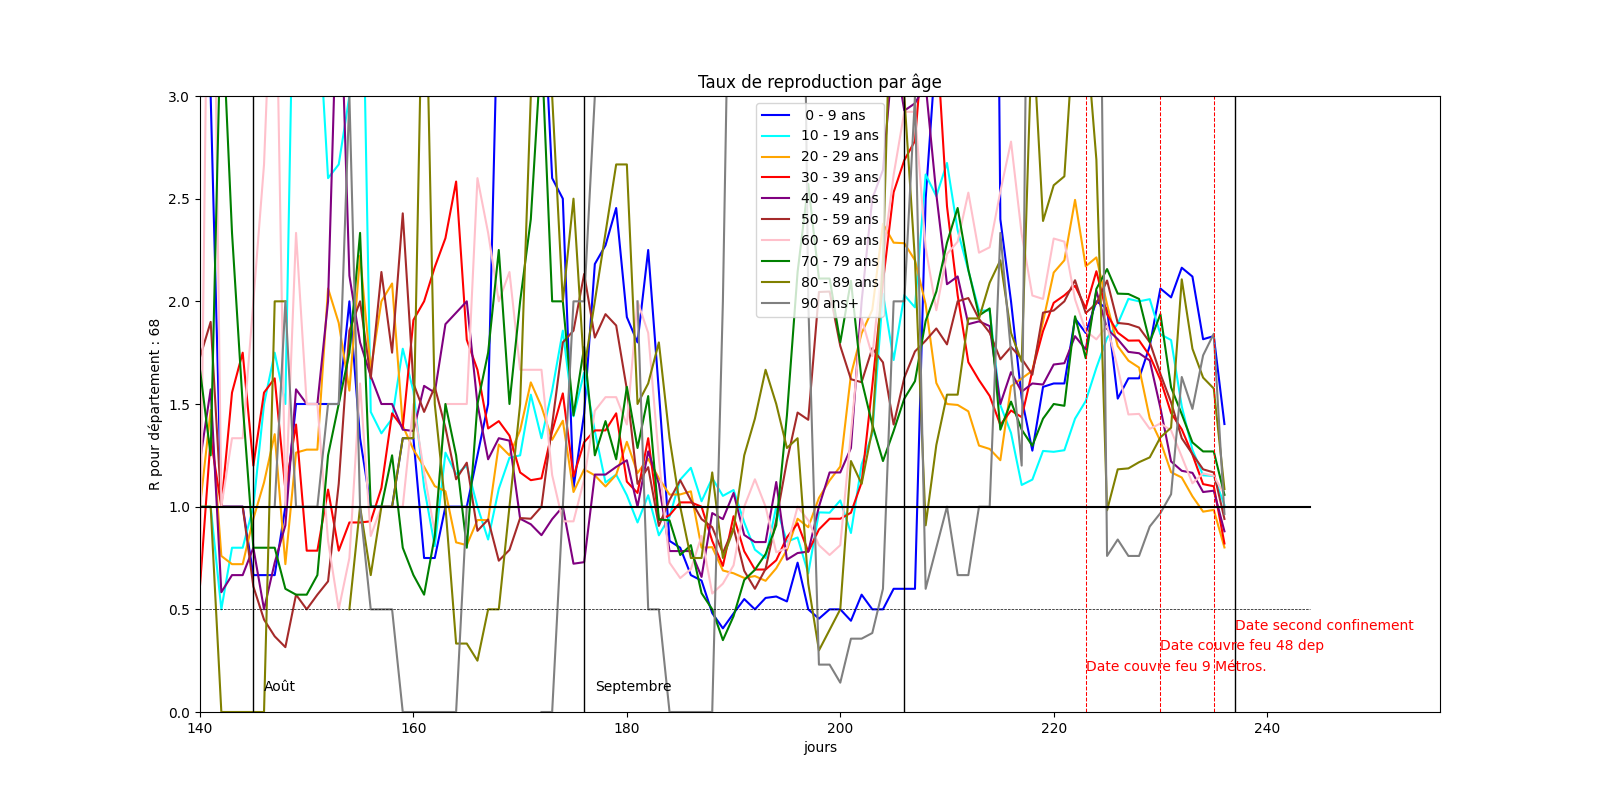 Taux de reproduction par âge
R pour département : 68
3.0
2.5
2.0
1.5
1.0
0.5
0.0
0 - 9 ans
10 - 19 ans
20 - 29 ans
30 - 39 ans
40 - 49 ans
50 - 59 ans
60 - 69 ans
70 - 79 ans
80 - 89 ans
90 ans+
Date second confinement
Date couvre feu 48 dep
Date couvre feu 9 Métros.
Août
Septembre
140
160
180
200
220
240
jours